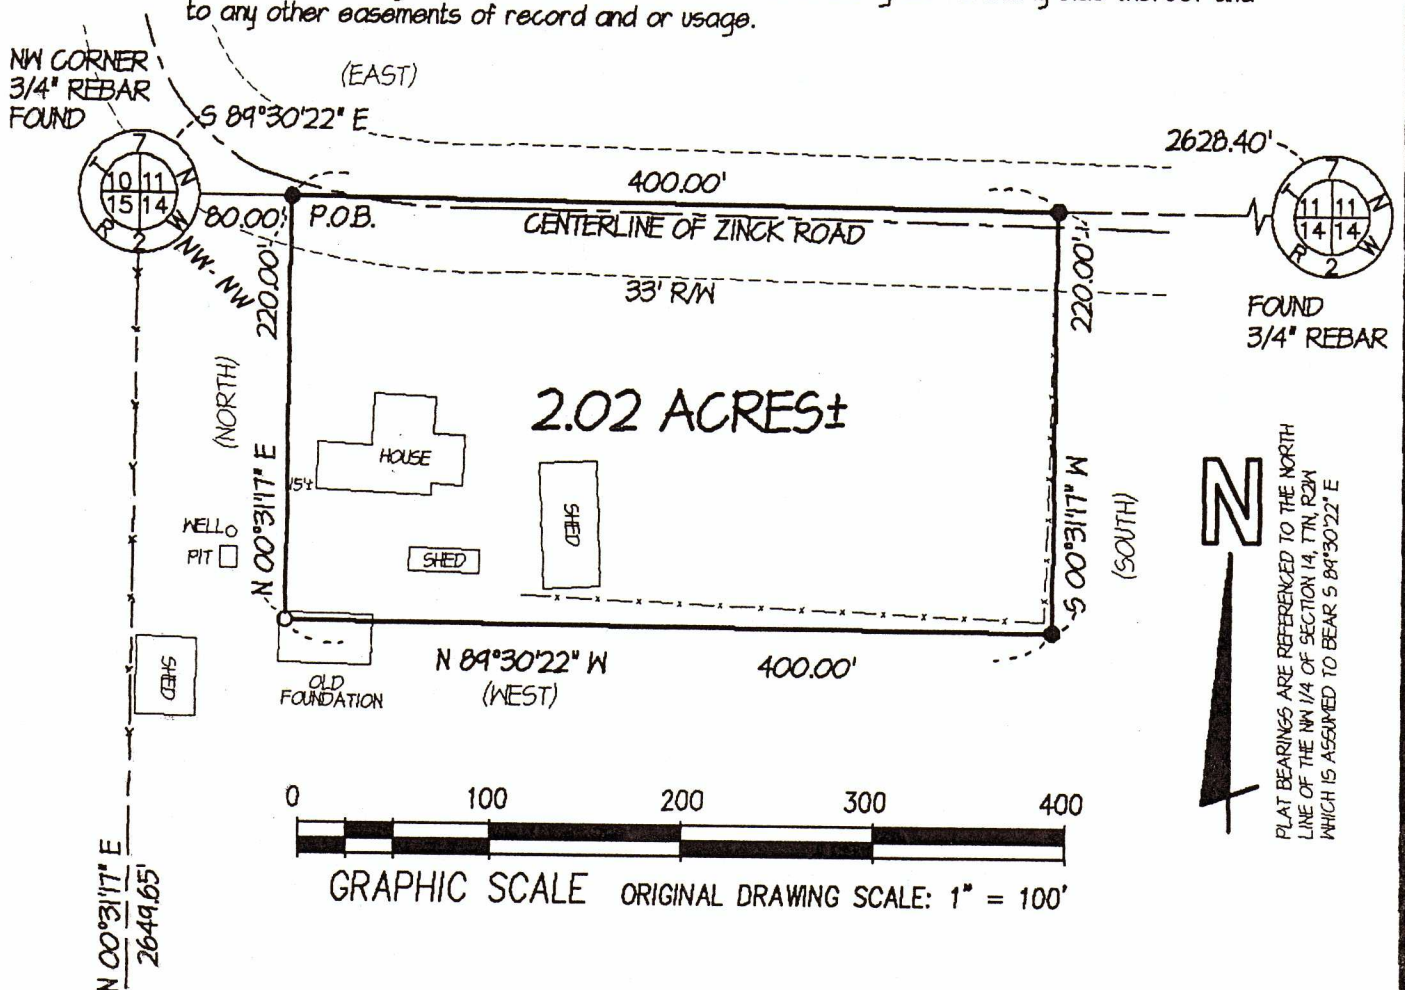 to any other easements of record and or usage.
NW CORNER
3/4" REBAR
FOUND
(EAST)
S 89°30'22" E
2628.40'
7
T N
10 11
15 14
R W
2
400.00'
7
T N
11 11
14 14
R W
2
80.00'
P.O.B.
CENTERLINE OF ZINCK ROAD
NW-NW
220.00'
220.00'
33' R/W
FOUND
3/4" REBAR
(NORTH)
2.02 ACRES±
HOUSE
15'±
N 00°31'17" E
S 00°31'17" W
(SOUTH)
N
WELL
PIT
SHED
SHED
SHED
OLD
FOUNDATION
N 89°30'22" W
400.00'
(WEST)
PLAT BEARINGS ARE REFERENCED TO THE NORTH
LINE OF THE NW 1/4 OF SECTION 14, T7N, R2W
WHICH IS ASSUMED TO BEAR S 89°30'22" E
0 100 200 300 400
GRAPHIC SCALE ORIGINAL DRAWING SCALE: 1" = 100'
N 00°31'17" E
2649.65'